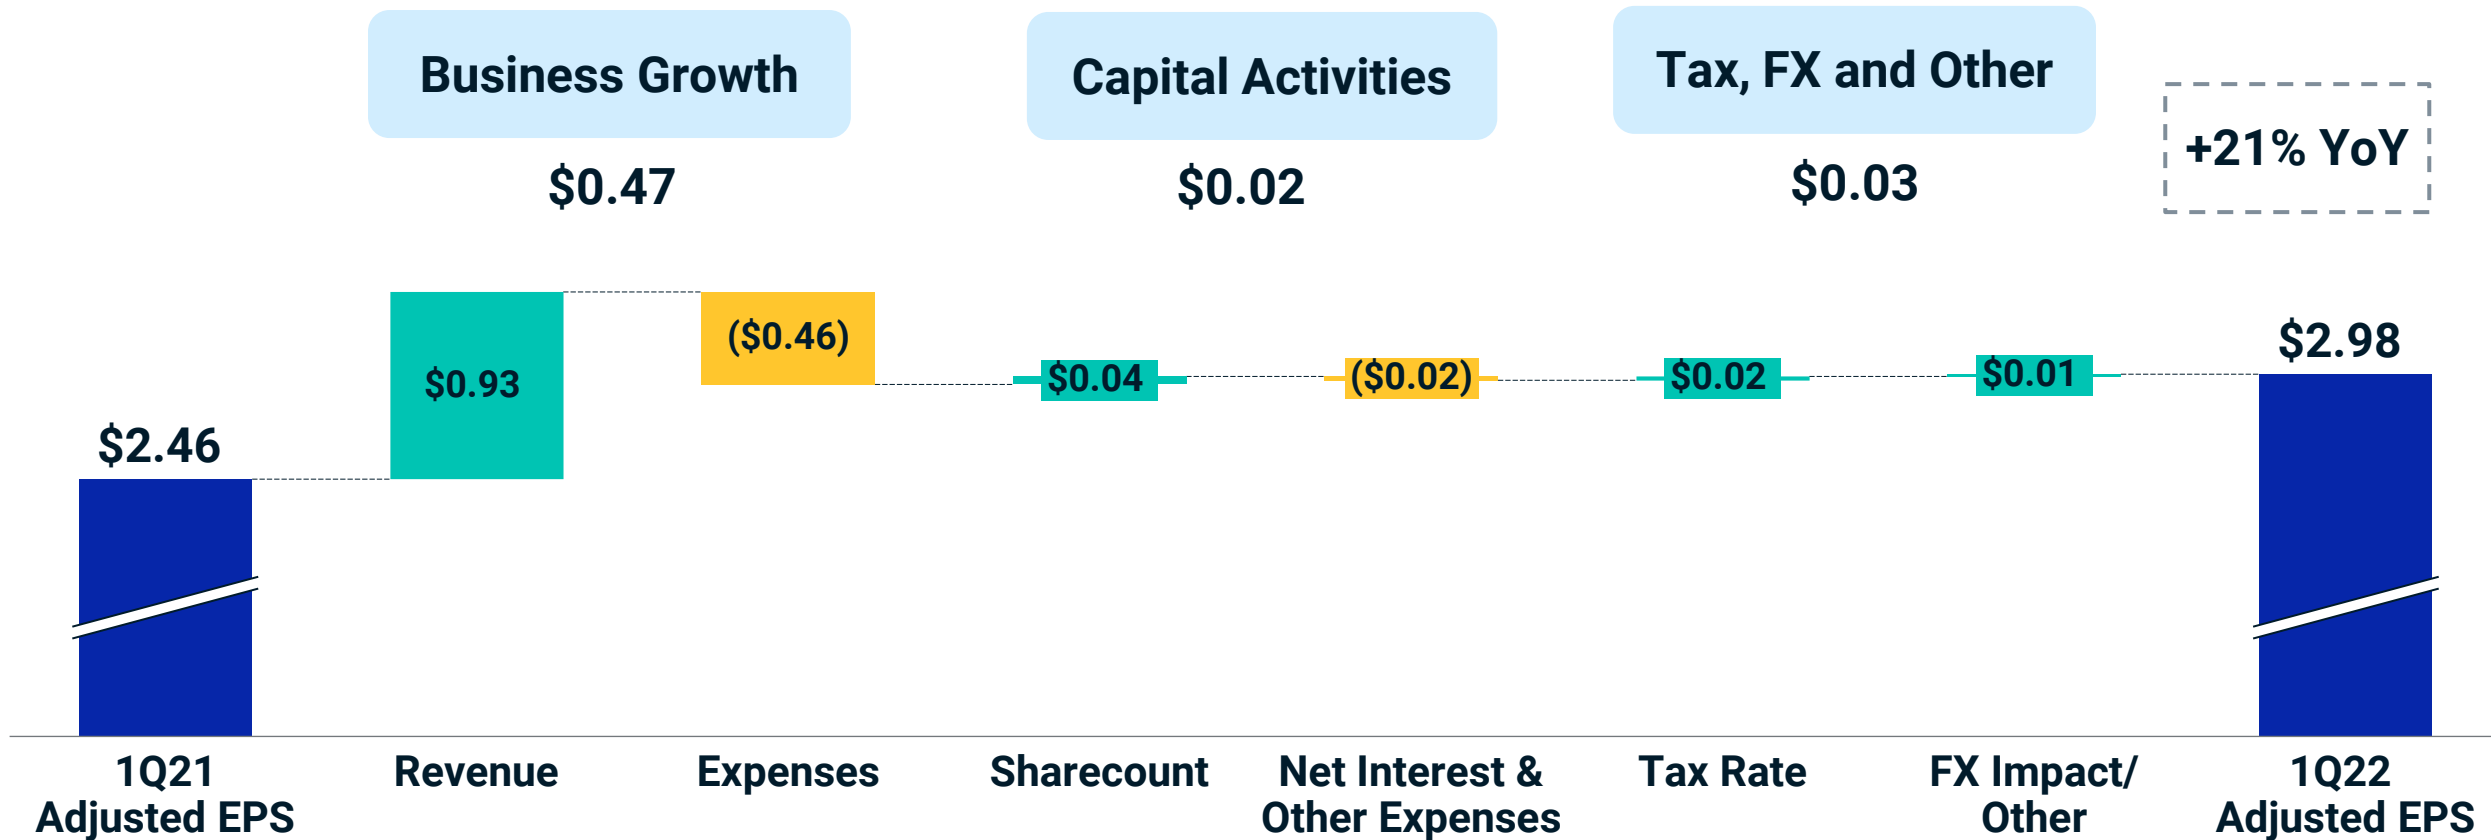 Business Growth
Capital Activities
Tax, FX and Other
+21% YoY
$0.47
$0.02
$0.03
$2.46
$0.93
($0.46)
$0.04
($0.02)
$0.02
$0.01
$2.98
1Q21
Adjusted EPS
Revenue
Expenses
Sharecount
Net Interest &
Other Expenses
Tax Rate
FX Impact/
Other
1Q22
Adjusted EPS